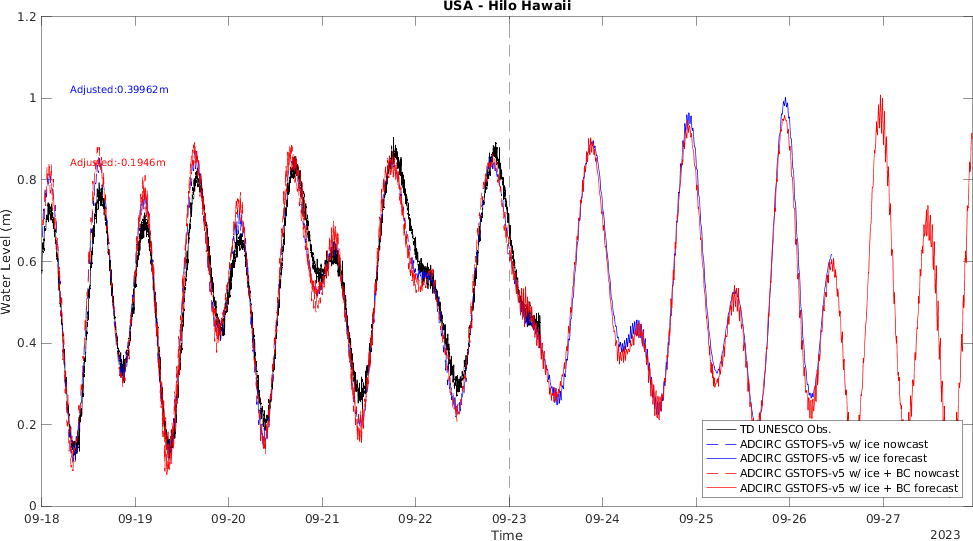 USA - Hilo Hawaii
1.2
1
0.8
0.6
0.4
0.2
0
Water Level (m)
Adjusted:0.39962m
Adjusted:-0.1946m
TD UNESCO Obs.
ADCIRC GSTOFS-v5 w/ ice nowcast
ADCIRC GSTOFS-v5 w/ ice forecast
ADCIRC GSTOFS-v5 w/ ice + BC nowcast
ADCIRC GSTOFS-v5 w/ ice + BC forecast
09-18 09-19 09-20 09-21 09-22 09-23 09-24 09-25 09-26 09-27
Time
2023